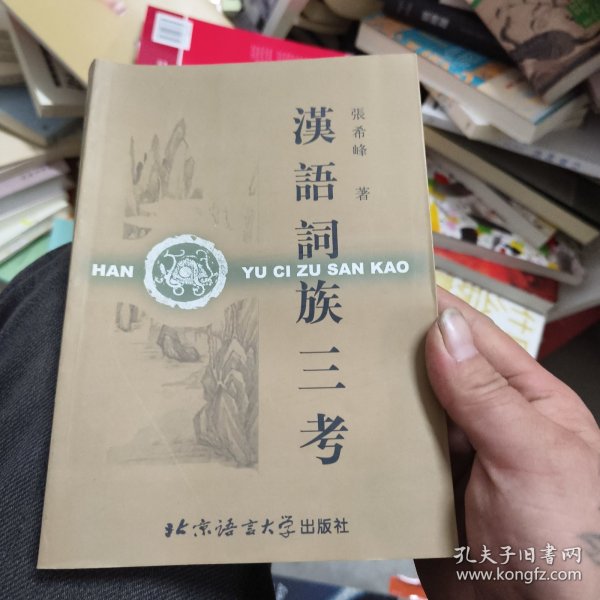 漢語詞族三考
張希峰 著
HAN YU CI ZU SAN KAO
北京语言大学出版社
孔夫子旧书网
www.kongfz.com